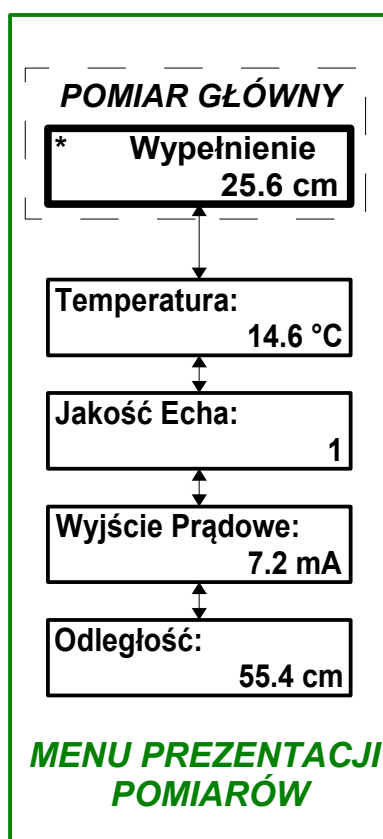 POMIAR GŁÓWNY
* Wypełnienie
25.6 cm
Temperatura:
14.6 °C
Jakość Echa:
1
Wyjście Prądowe:
7.2 mA
Odległość:
55.4 cm
MENU PREZENTACJI
POMIARÓW